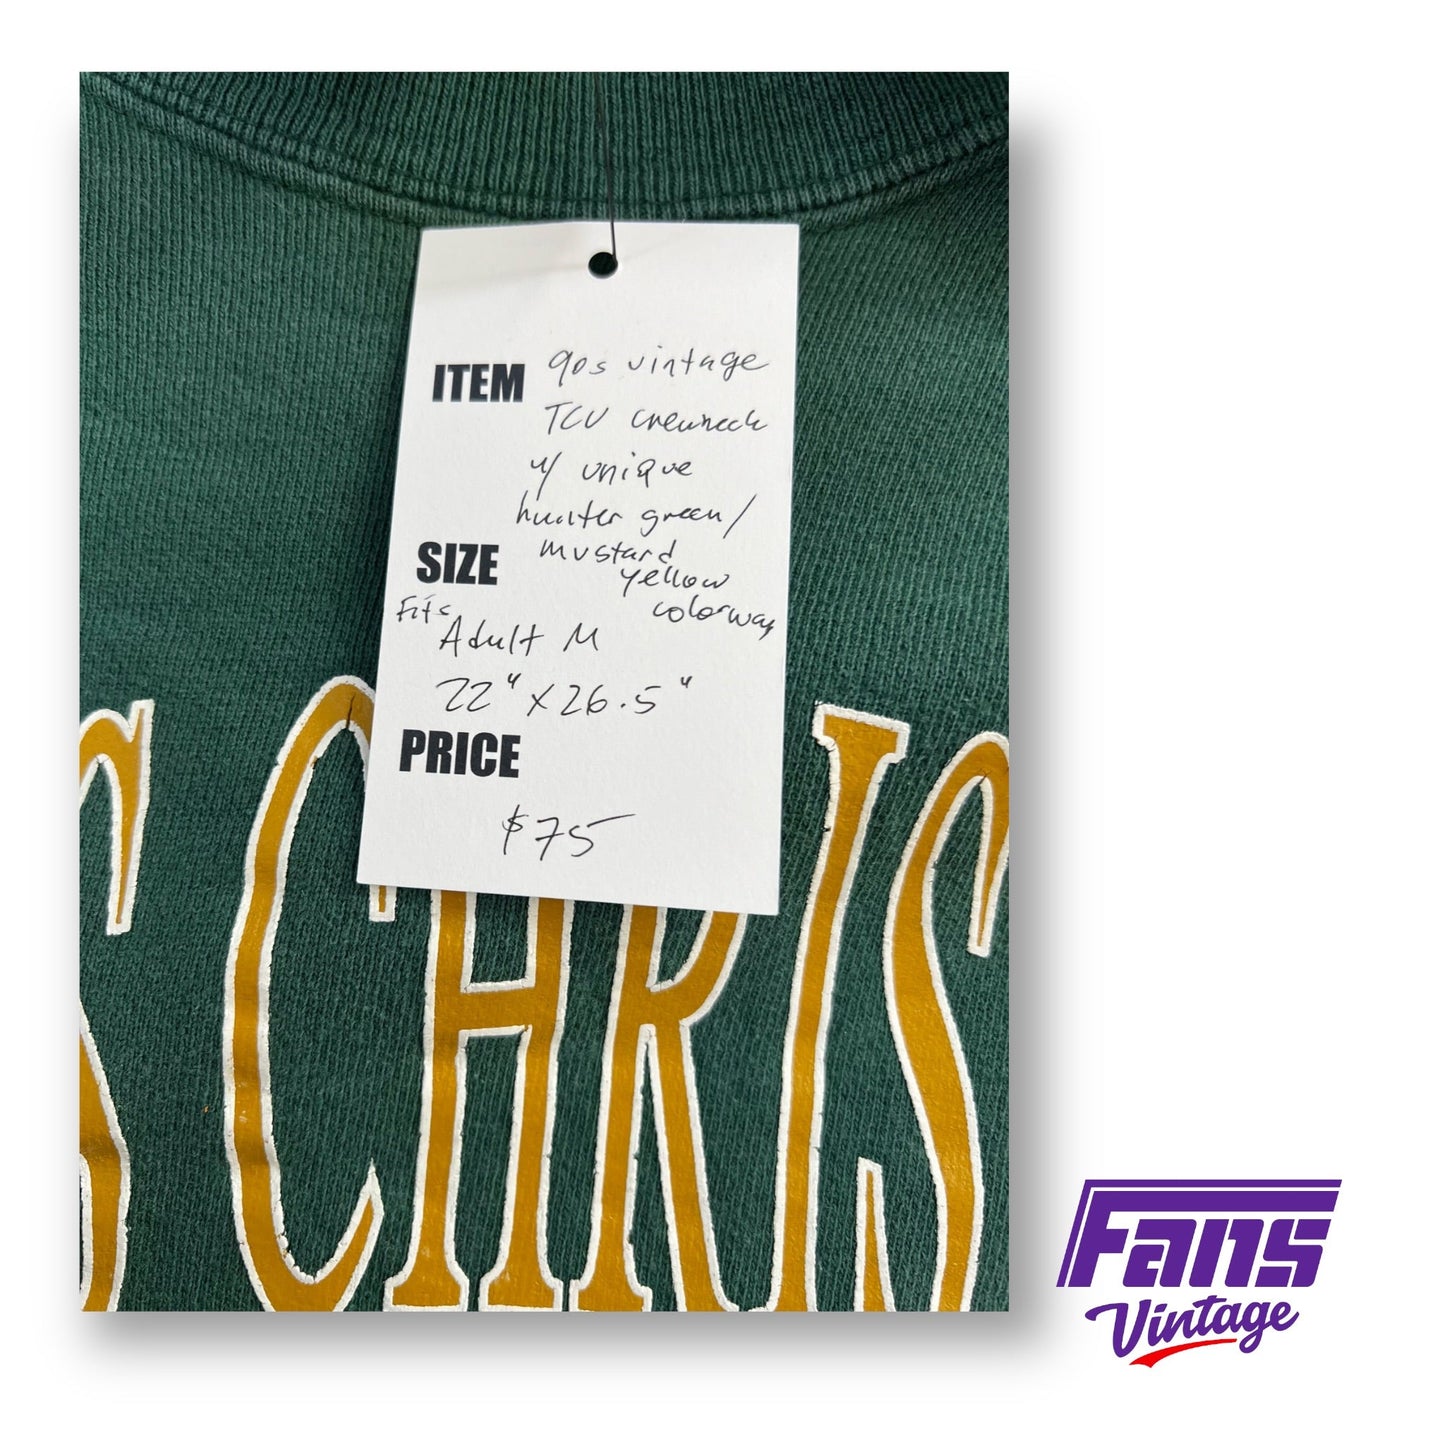 ITEM 90s vintage
TCU crewneck
w/ unique
hunter green/
mustard
yellow
colorway
SIZE
Fits
Adult M
22" x 26.5"
PRICE
$75
S CHRIS
Fans
Vintage